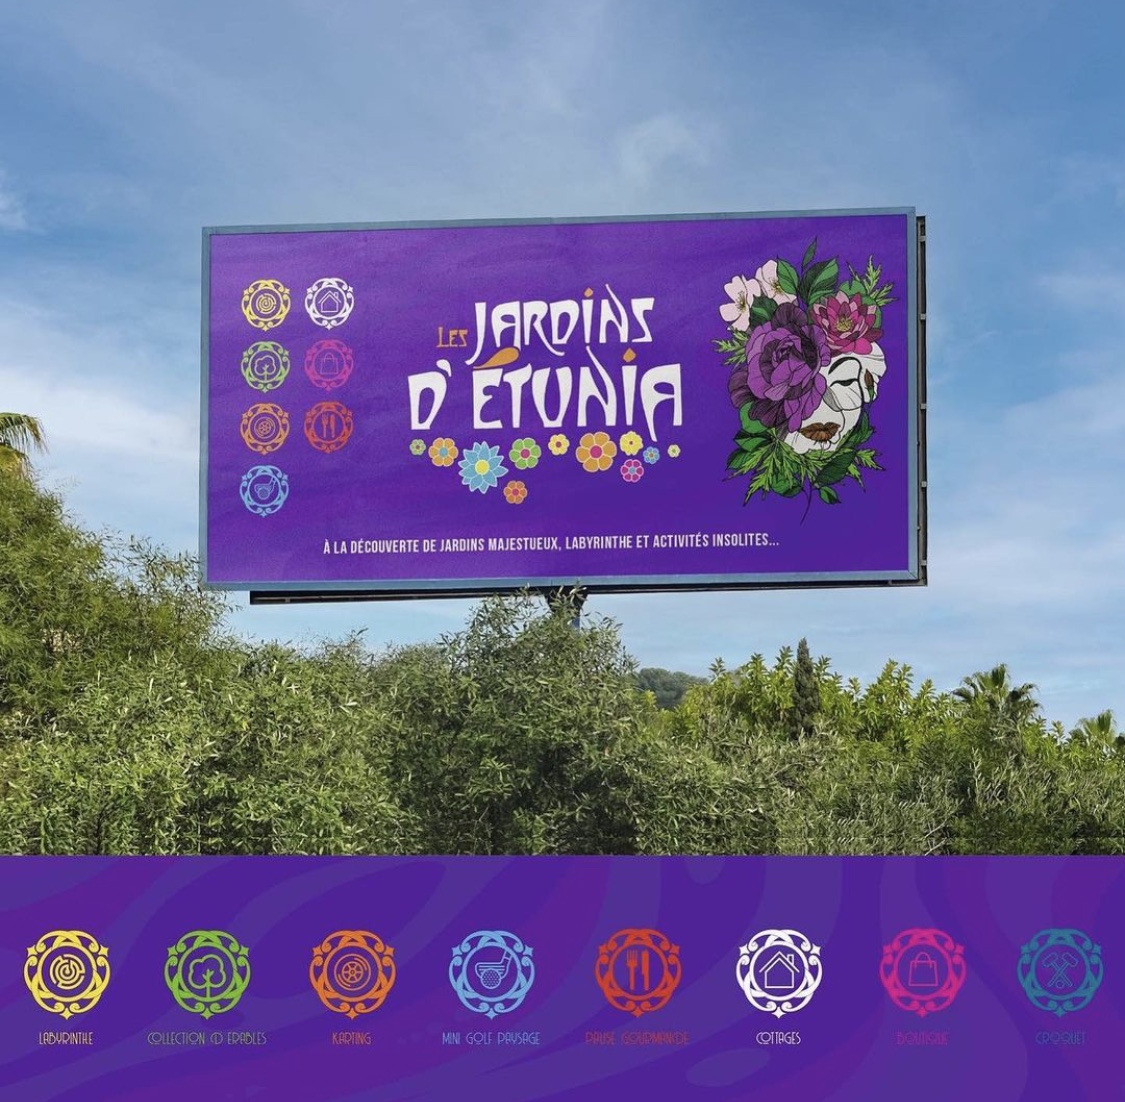 LES JARDINS
D'ÉTUNIA
À LA DÉCOUVERTE DE JARDINS MAJESTUEUX, LABYRINTHE ET ACTIVITÉS INSOLITES...
LABYRINTHE
COLLECTION D ERABLES
KARTING
MINI GOLF PAYSAGE
PAUSE GOURMANDE
COTTAGES
BOUTIQUE
CROQUET